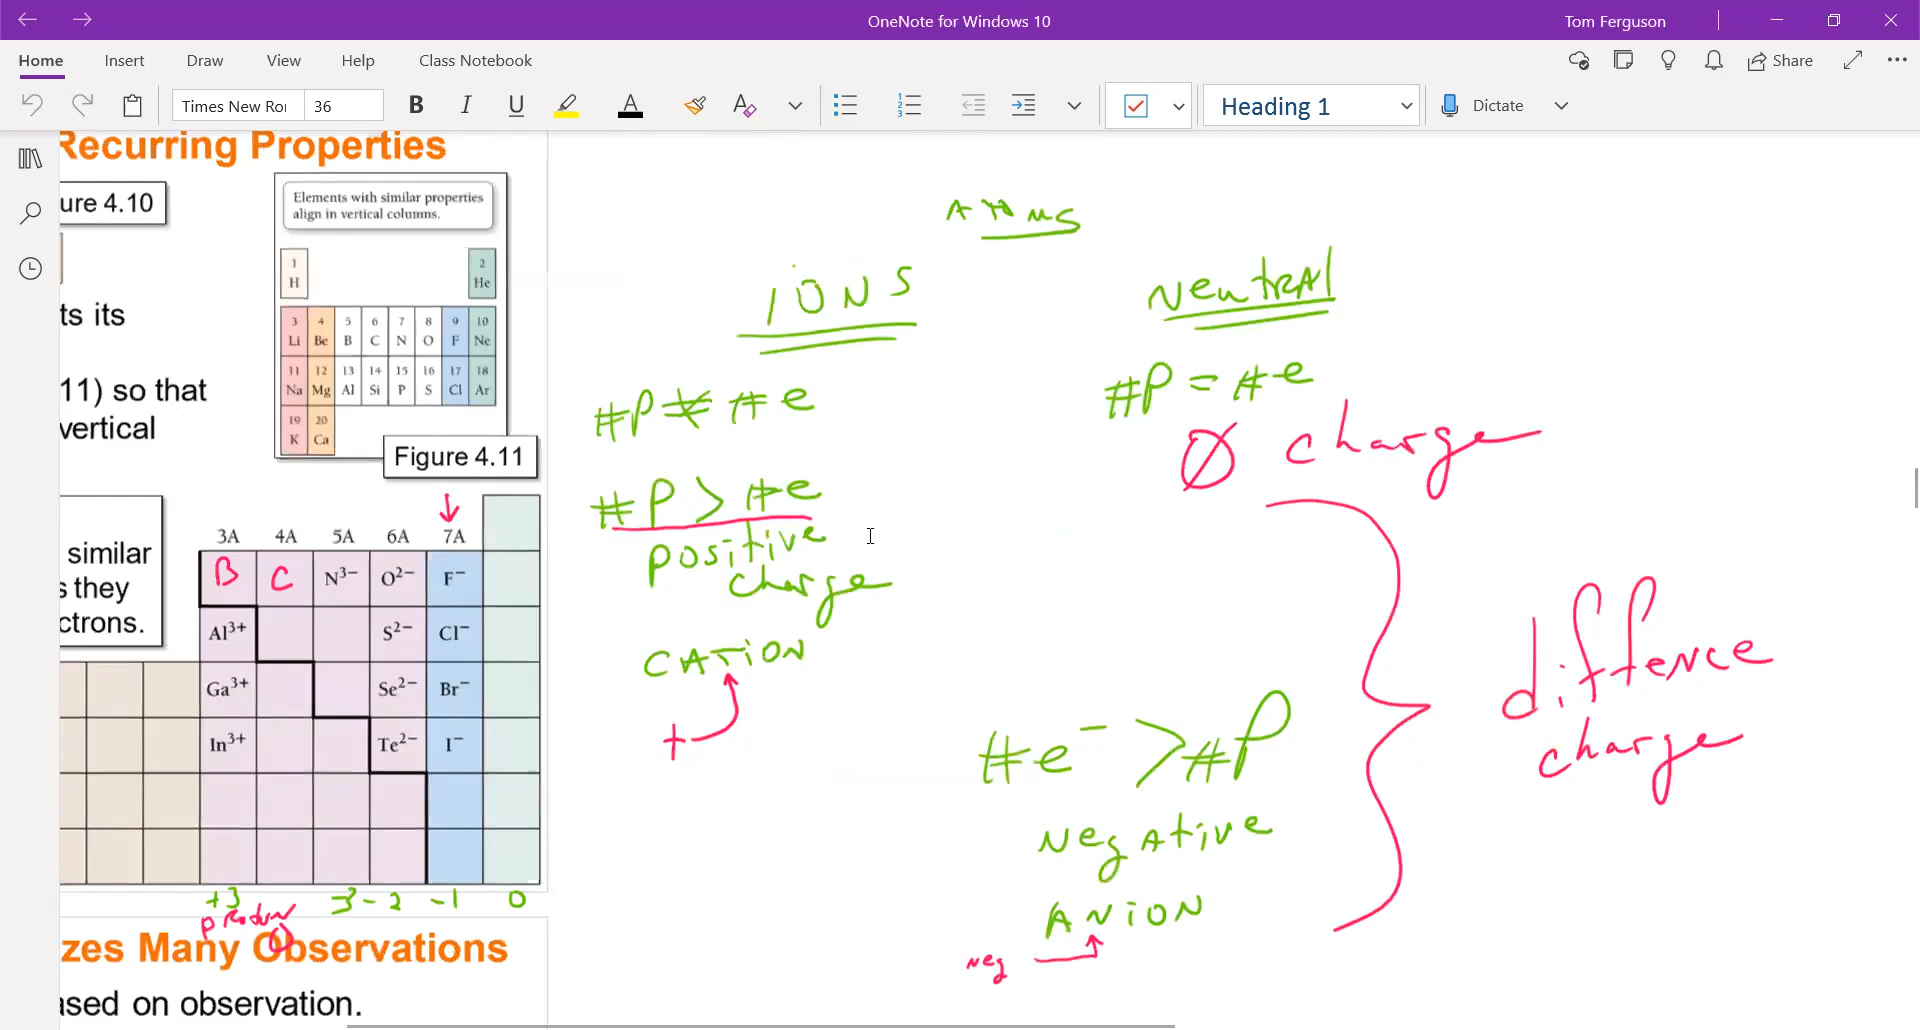 OneNote for Windows 10
Tom Ferguson
Home Insert Draw View Help Class Notebook
Share
Times New Roı 36
B I U A
Heading 1
Dictate
Recurring Properties
ure 4.10
ts its
11) so that
vertical
similar
s they
ctrons.
Elements with similar properties
align in vertical columns.
1 2
H He
3 4 5 6 7 8 9 10
Li Be B C N O F Ne
11 12 13 14 15 16 17 18
Na Mg Al Si P S Cl Ar
19 20
K Ca
Figure 4.11
3A 4A 5A 6A 7A
B C N³⁻ O²⁻ F⁻
Al³⁺ S²⁻ Cl⁻
Ga³⁺ Se²⁻ Br⁻
In³⁺ Te²⁻ I⁻
+3 3- 2 -1 0
zes Many Observations
ased on observation.
Atoms
iONS
Neutral
#P ≠ #e
#P = #e
Ø charge
#P > #e
positive
charge
CATiON
+
#e⁻ > #P
Negative
ANiON
Neg
diffence
charge